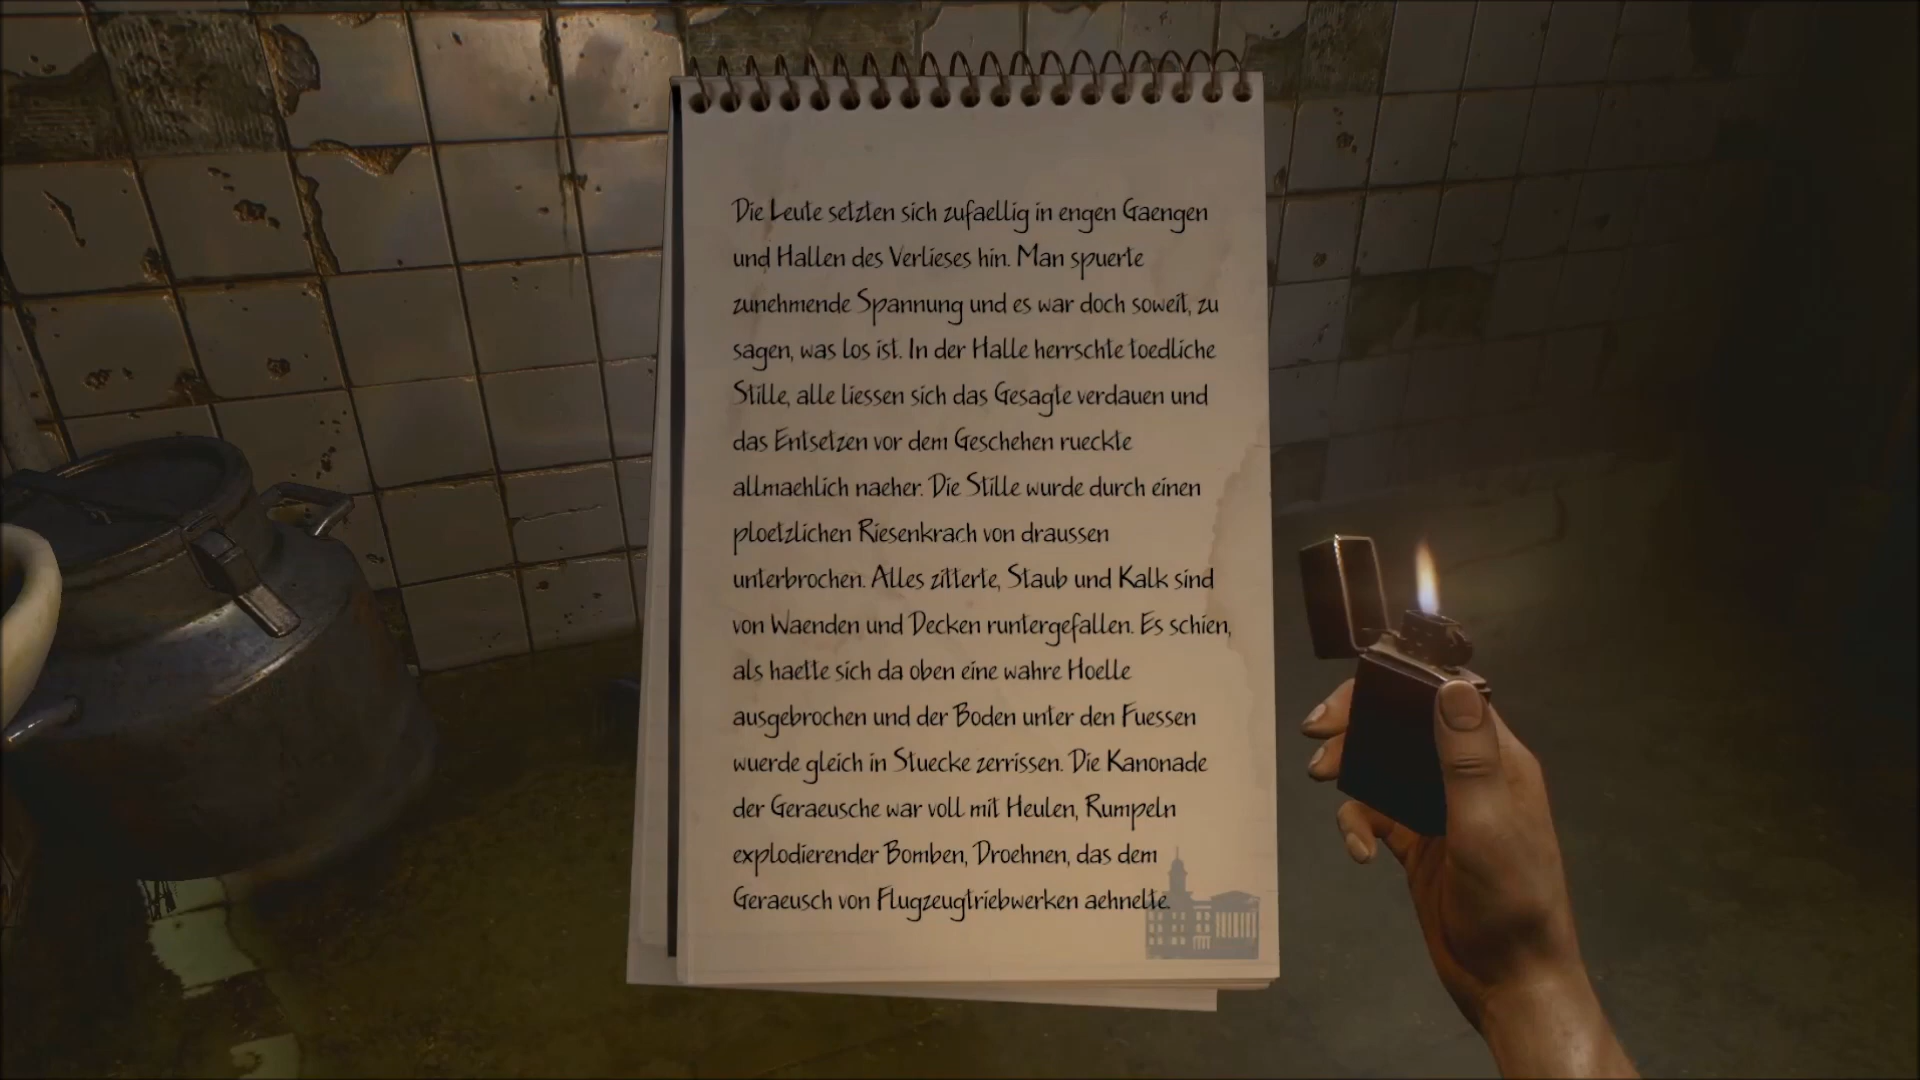 Die Leute setzten sich zufaellig in engen Gaengen
und Hallen des Verlieses hin. Man spuerte
zunehmende Spannung und es war doch soweit, zu
sagen, was los ist. In der Halle herrschte toedliche
Stille, alle liessen sich das Gesagte verdauen und
das Entsetzen vor dem Geschehen rueckte
allmaehlich naeher. Die Stille wurde durch einen
ploetzlichen Riesenkrach von draussen
unterbrochen. Alles zitterte, Staub und Kalk sind
von Waenden und Decken runtergefallen. Es schien,
als haette sich da oben eine wahre Hoelle
ausgebrochen und der Boden unter den Fuessen
wuerde gleich in Stuecke zerrissen. Die Kanonade
der Geraeusche war voll mit Heulen, Rumpeln
explodierender Bomben, Droehnen, das dem
Geraeusch von Flugzeugtriebwerken aehnelte.